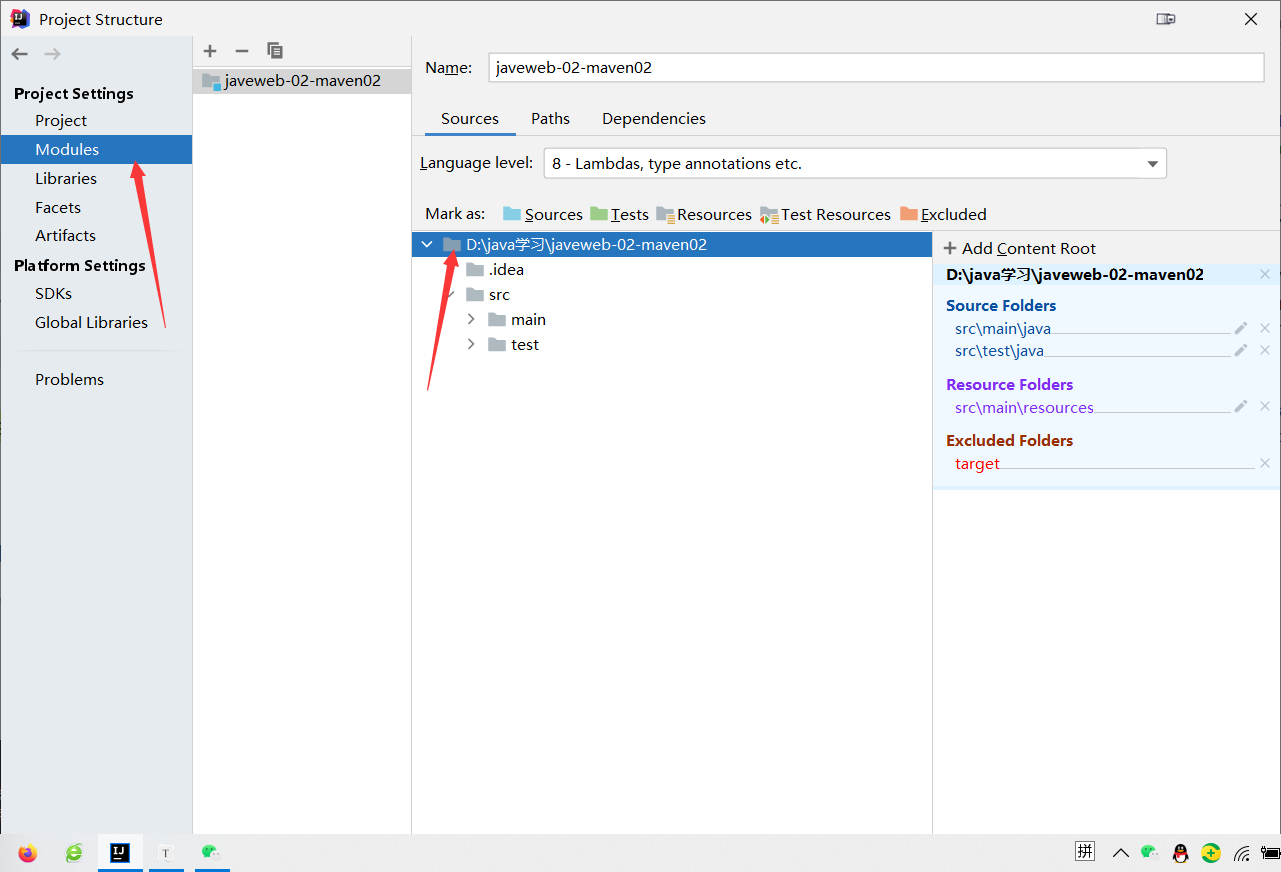 Project Structure
Project Settings
Project
Modules
Libraries
Facets
Artifacts
Platform Settings
SDKs
Global Libraries
Problems
javeweb-02-maven02
Name: javeweb-02-maven02
Sources Paths Dependencies
Language level: 8 - Lambdas, type annotations etc.
Mark as: Sources Tests Resources Test Resources Excluded
D:\java学习\javeweb-02-maven02
.idea
src
main
test
Add Content Root
D:\java学习\javeweb-02-maven02
Source Folders
src\main\java
src\test\java
Resource Folders
src\main\resources
Excluded Folders
target
IJ
T
拼